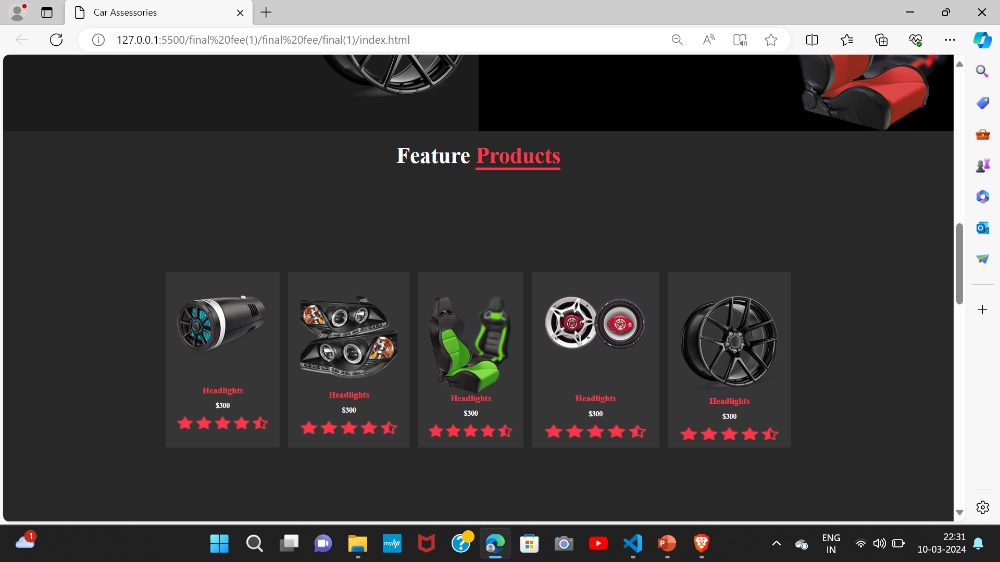 Car Assessories
127.0.0.1:5500/final%20fee(1)/final%20fee/final(1)/index.html
Feature Products
Headlights
$300
Headlights
$300
Headlights
$300
Headlights
$300
Headlights
$300
1
myhp
ENG
IN
22:31
10-03-2024